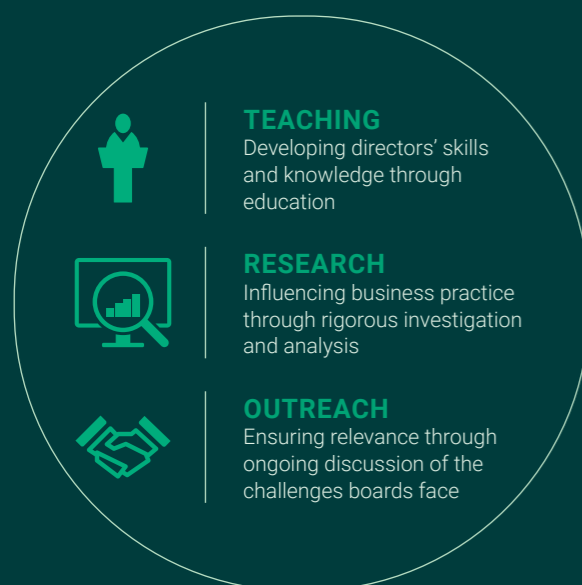 TEACHING
Developing directors’ skills
and knowledge through
education
RESEARCH
Influencing business practice
through rigorous investigation
and analysis
OUTREACH
Ensuring relevance through
ongoing discussion of the
challenges boards face